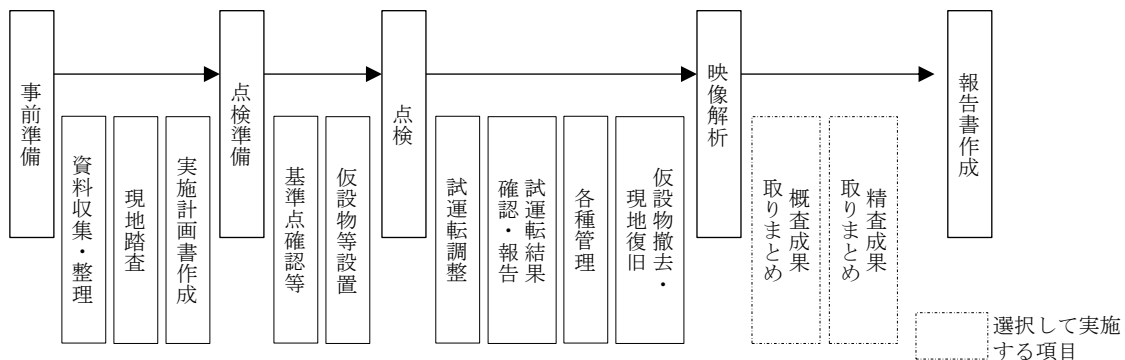 事前準備
資料収集・整理
現地踏査
実施計画書作成
点検準備
基準点確認等
仮設物等設置
点検
試運転調整
試運転結果
確認・報告
各種管理
仮設物撤去・
現地復旧
映像解析
概査成果
取りまとめ
精査成果
取りまとめ
報告書作成
選択して実施
する項目